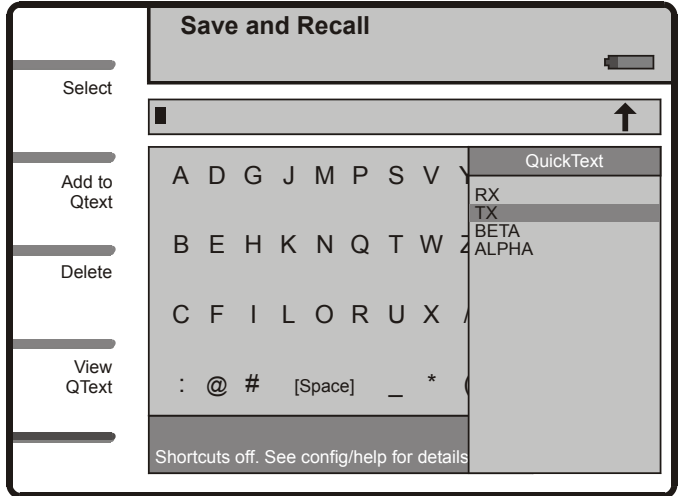 Save and Recall
Select
Add to
Qtext
Delete
View
QText
A D G J M P S V
B E H K N Q T W Z
C F I L O R U X /
: @ # [Space] _ * (
Shortcuts off. See config/help for details
QuickText
RX
TX
BETA
ALPHA